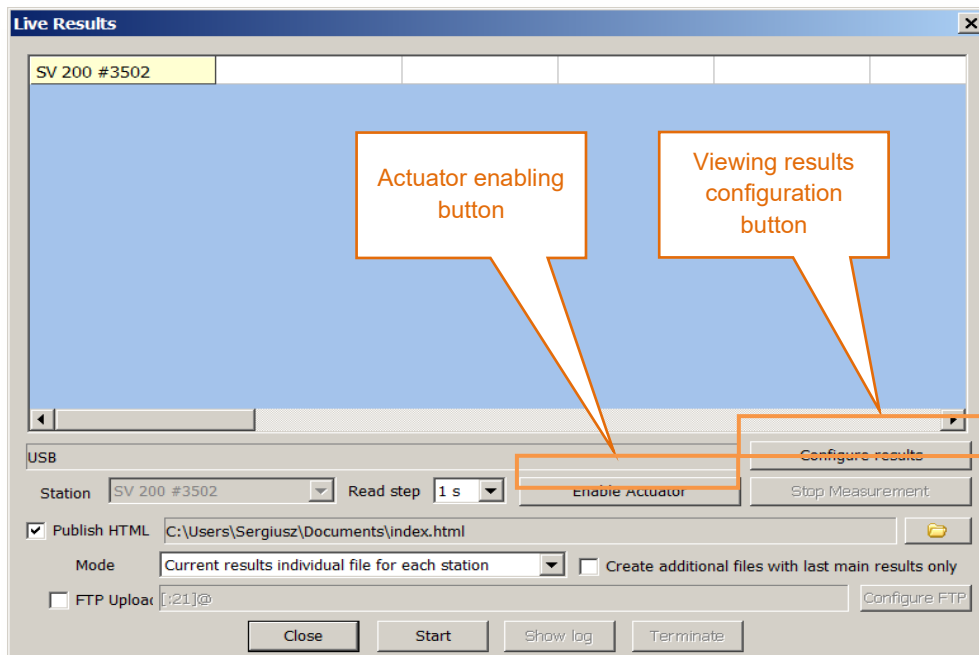 Live Results
SV 200 #3502
Actuator enabling
button
Viewing results
configuration
button
USB
Configure results
Station SV 200 #3502 Read step 1 s Enable Actuator Stop Measurement
Publish HTML C:\Users\Sergiusz\Documents\index.html
Mode Current results individual file for each station Create additional files with last main results only
FTP Upload [:21]@ Configure FTP
Close Start Show log Terminate